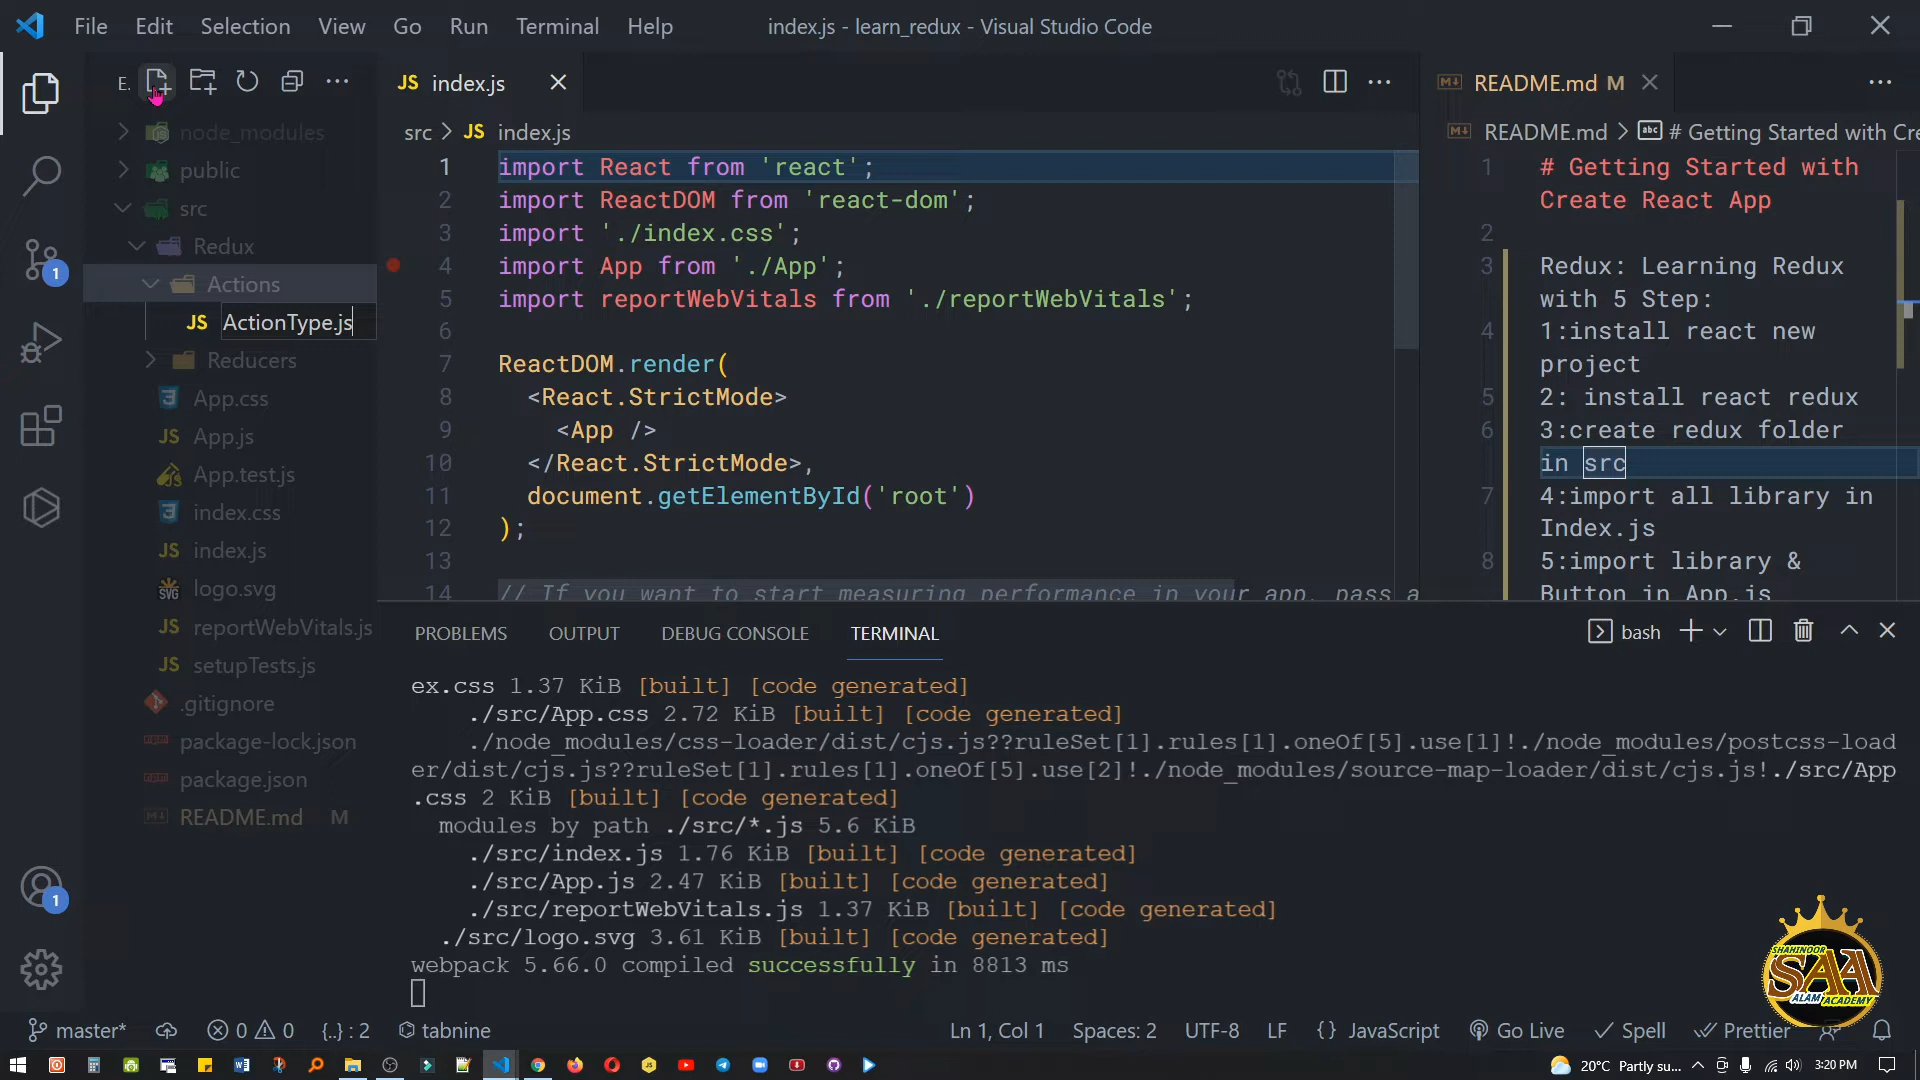 File Edit Selection View Go Run Terminal Help
index.js - learn_redux - Visual Studio Code
E.
node_modules
public
src
Redux
Actions
JS ActionType.js
Reducers
App.css
JS App.js
App.test.js
index.css
JS index.js
SVG logo.svg
JS reportWebVitals.js
JS setupTests.js
.gitignore
package-lock.json
package.json
README.md M
1
1
JS index.js
src > JS index.js
1 import React from 'react';
2 import ReactDOM from 'react-dom';
3 import './index.css';
4 import App from './App';
5 import reportWebVitals from './reportWebVitals';
6
7 ReactDOM.render(
8 <React.StrictMode>
9 <App />
10 </React.StrictMode>,
11 document.getElementById('root')
12 );
13
14 // If you want to start measuring performance in your app, pass a
README.md M
README.md > abc # Getting Started with Cre
1 # Getting Started with
Create React App
2
3 Redux: Learning Redux
with 5 Step:
4 1:install react new
project
5 2: install react redux
6 3:create redux folder
in src
7 4:import all library in
Index.js
8 5:import library &
Button in App.js
PROBLEMS OUTPUT DEBUG CONSOLE TERMINAL
bash
ex.css 1.37 KiB [built] [code generated]
./src/App.css 2.72 KiB [built] [code generated]
./node_modules/css-loader/dist/cjs.js??ruleSet[1].rules[1].oneOf[5].use[1]!./node_modules/postcss-load
er/dist/cjs.js??ruleSet[1].rules[1].oneOf[5].use[2]!./node_modules/source-map-loader/dist/cjs.js!./src/App
.css 2 KiB [built] [code generated]
modules by path ./src/*.js 5.6 KiB
./src/index.js 1.76 KiB [built] [code generated]
./src/App.js 2.47 KiB [built] [code generated]
./src/reportWebVitals.js 1.37 KiB [built] [code generated]
./src/logo.svg 3.61 KiB [built] [code generated]
webpack 5.66.0 compiled successfully in 8813 ms
SHAHINOOR
SAA
ALAM ACADEMY
master* 0 0 {..} : 2 tabnine
Ln 1, Col 1 Spaces: 2 UTF-8 LF {} JavaScript Go Live Spell Prettier
20°C Partly su... 3:20 PM